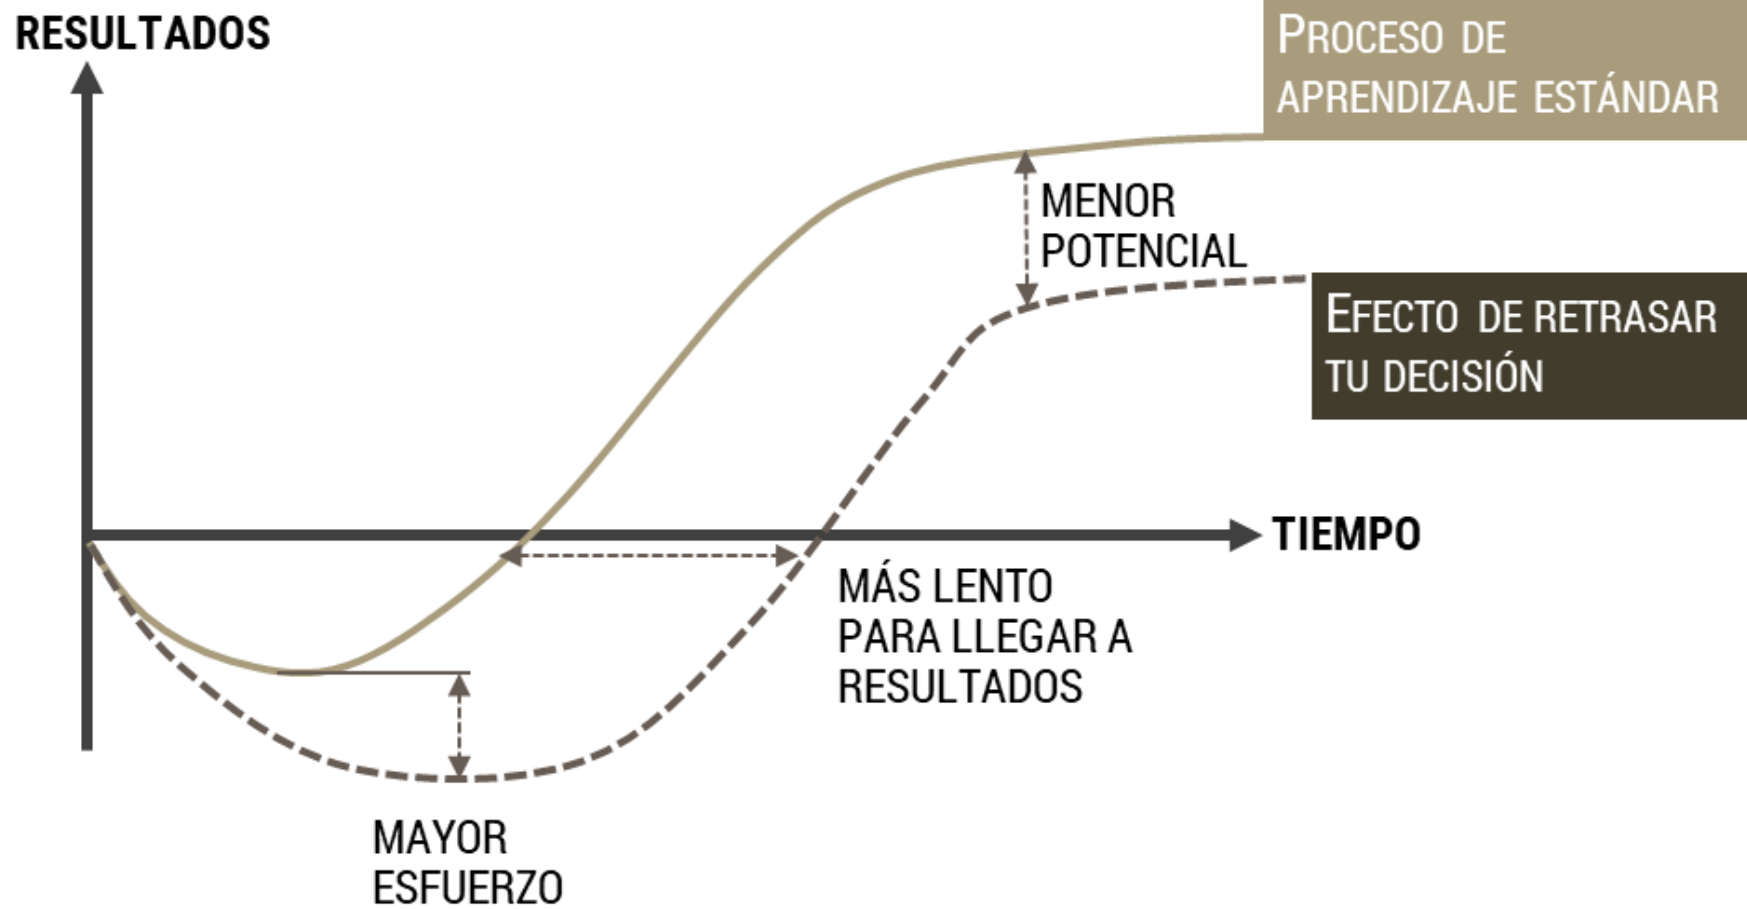 RESULTADOS
PROCESO DE
APRENDIZAJE ESTÁNDAR
MENOR
POTENCIAL
EFECTO DE RETRASAR
TU DECISIÓN
TIEMPO
MÁS LENTO
PARA LLEGAR A
RESULTADOS
MAYOR
ESFUERZO